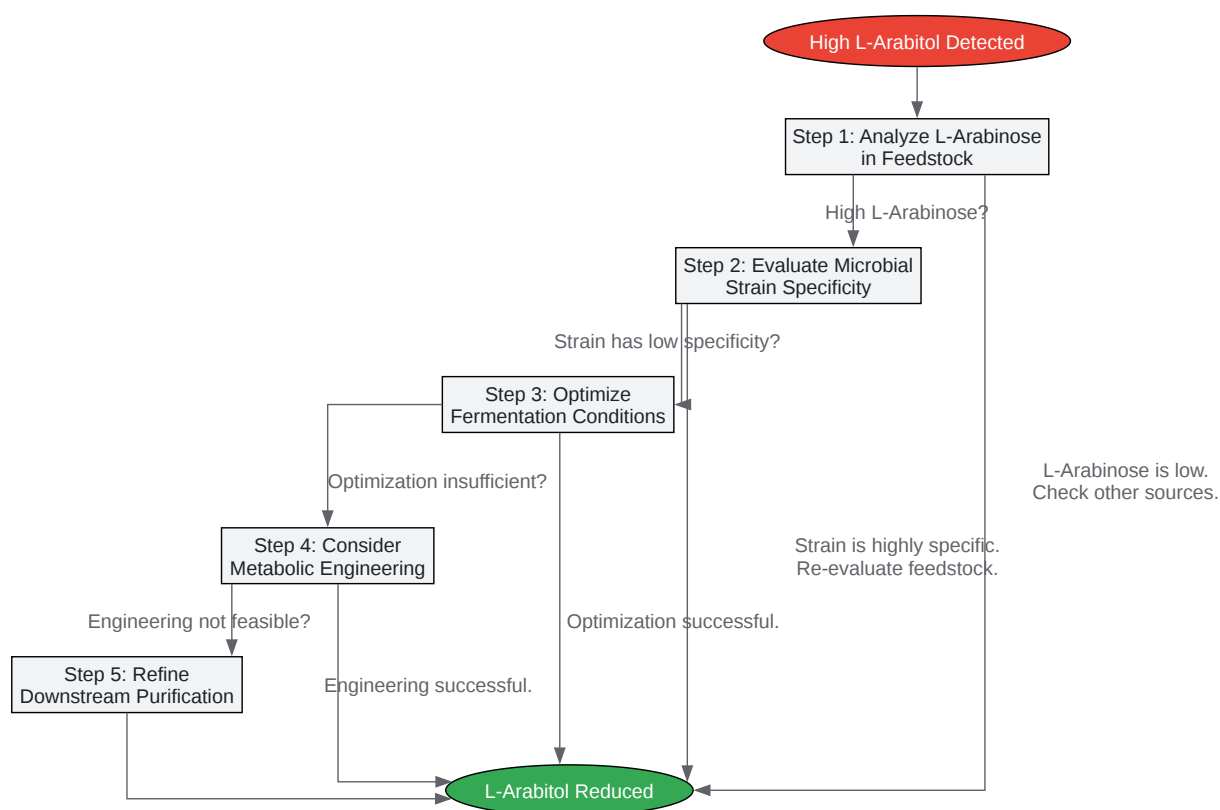 High L-Arabitol Detected
Step 1: Analyze L-Arabinose
in Feedstock
High L-Arabinose?
Step 2: Evaluate Microbial
Strain Specificity
Strain has low specificity?
Step 3: Optimize
Fermentation Conditions
L-Arabinose is low.
Check other sources.
Optimization insufficient?
Step 4: Consider
Metabolic Engineering
Strain is highly specific.
Re-evaluate feedstock.
Engineering not feasible?
Optimization successful.
Step 5: Refine
Downstream Purification
Engineering successful.
L-Arabitol Reduced